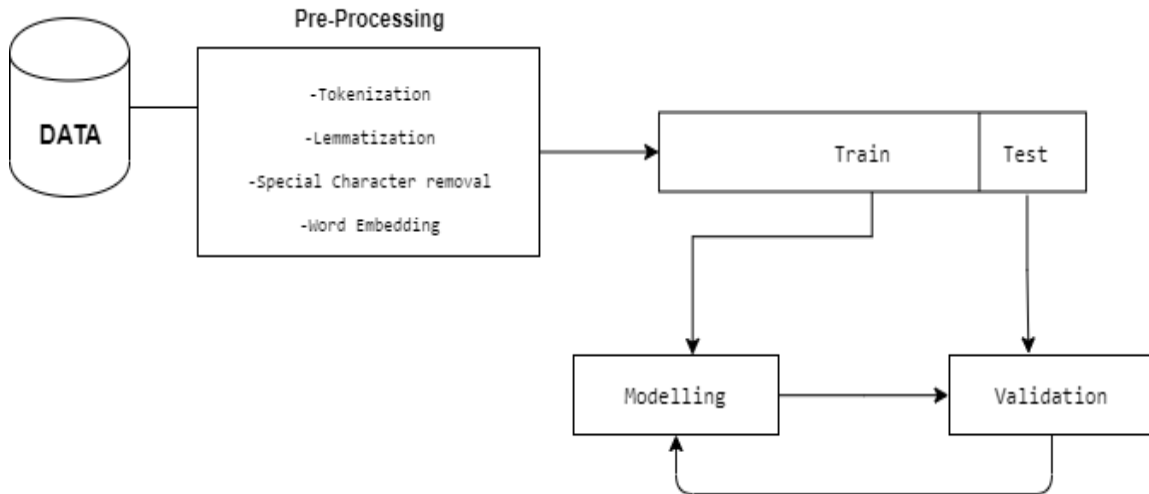 Pre-Processing
DATA
-Tokenization
-Lemmatization
-Special Character removal
-Word Embedding
Train
Test
Modelling
Validation